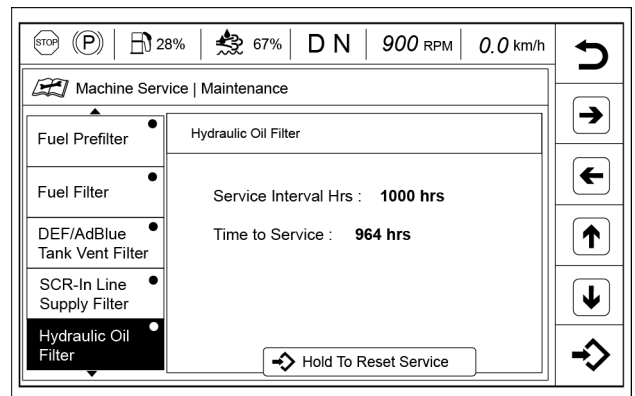 STOP (P) 28% 67% D N 900 RPM 0.0 km/h
Machine Service | Maintenance
Fuel Prefilter
Fuel Filter
DEF/AdBlue
Tank Vent Filter
SCR-In Line
Supply Filter
Hydraulic Oil
Filter
Hydraulic Oil Filter
Service Interval Hrs : 1000 hrs
Time to Service : 964 hrs
Hold To Reset Service